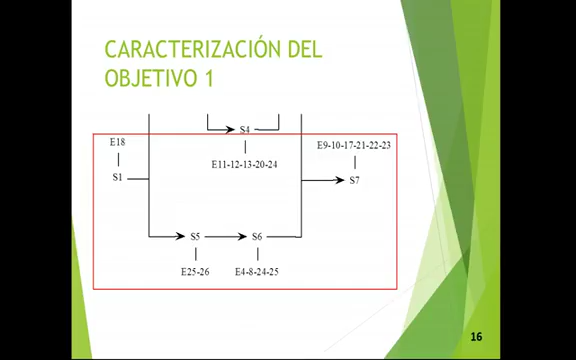 CARACTERIZACIÓN DEL
OBJETIVO 1
S4
E18
E9-10-17-21-22-23
E11-12-13-20-24
S1
S7
S5
S6
E25-26
E4-8-24-25
16